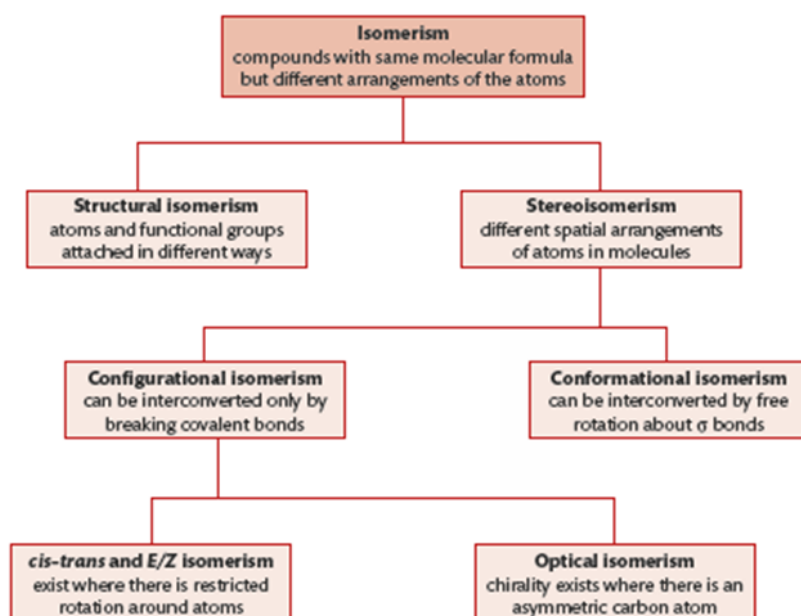 Isomerism
compounds with same molecular formula
but different arrangements of the atoms
Structural isomerism
atoms and functional groups
attached in different ways
Stereoisomerism
different spatial arrangements
of atoms in molecules
Configurational isomerism
can be interconverted only by
breaking covalent bonds
Conformational isomerism
can be interconverted by free
rotation about σ bonds
cis–trans and E/Z isomerism
exist where there is restricted
rotation around atoms
Optical isomerism
chirality exists where there is an
asymmetric carbon atom